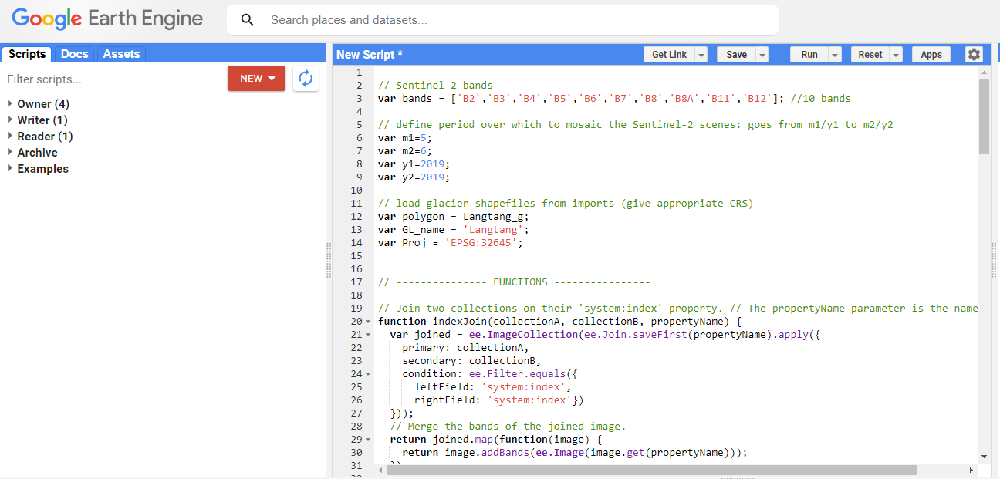 Google Earth Engine
Search places and datasets...
Scripts Docs Assets
Filter scripts... NEW
Owner (4)
Writer (1)
Reader (1)
Archive
Examples
New Script * Get Link Save Run Reset Apps
1
2 // Sentinel-2 bands
3 var bands = ['B2','B3','B4','B5','B6','B7','B8','B8A','B11','B12']; //10 bands
4
5 // define period over which to mosaic the Sentinel-2 scenes: goes from m1/y1 to m2/y2
6 var m1=5;
7 var m2=6;
8 var y1=2019;
9 var y2=2019;
10
11 // load glacier shapefiles from imports (give appropriate CRS)
12 var polygon = Langtang_g;
13 var GL_name = 'Langtang';
14 var Proj = 'EPSG:32645';
15
16
17 // --------------- FUNCTIONS ----------------
18
19 // Join two collections on their 'system:index' property. // The propertyName parameter is the name
20 function indexJoin(collectionA, collectionB, propertyName) {
21 var joined = ee.ImageCollection(ee.Join.saveFirst(propertyName).apply({
22 primary: collectionA,
23 secondary: collectionB,
24 condition: ee.Filter.equals({
25 leftField: 'system:index',
26 rightField: 'system:index'})
27 }));
28 // Merge the bands of the joined image.
29 return joined.map(function(image) {
30 return image.addBands(ee.Image(image.get(propertyName)));
31